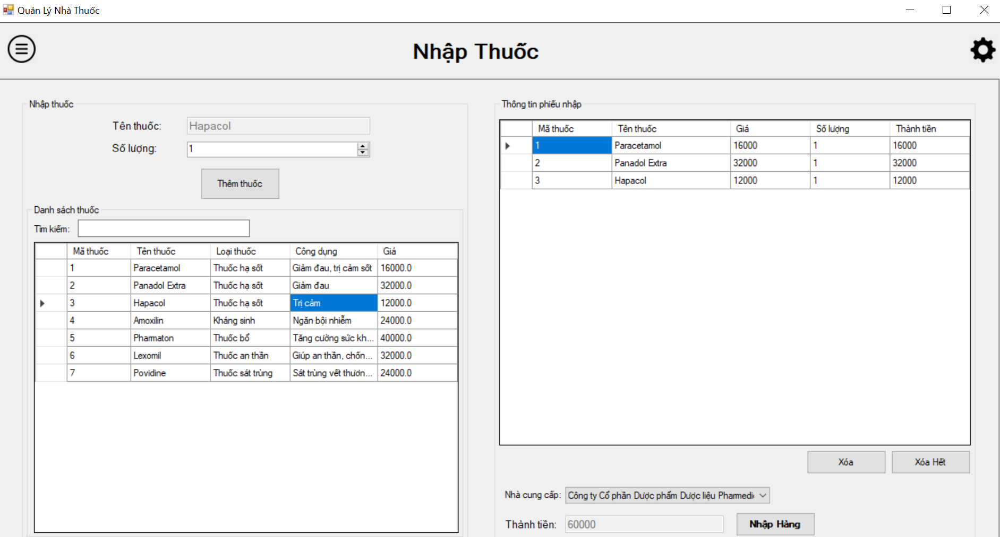 Quản Lý Nhà Thuốc
Nhập Thuốc
Nhập thuốc
Tên thuốc: Hapacol
Số lượng: 1
Thêm thuốc
Danh sách thuốc
Tìm kiếm:
Mã thuốc Tên thuốc Loại thuốc Công dụng Giá
1 Paracetamol Thuốc hạ sốt Giảm đau, trị cảm sốt 16000.0
2 Panadol Extra Thuốc hạ sốt Giảm đau 32000.0
3 Hapacol Thuốc hạ sốt Trị cảm 12000.0
4 Amoxilin Kháng sinh Ngăn bội nhiễm 24000.0
5 Pharmaton Thuốc bổ Tăng cường sức kh... 40000.0
6 Lexomil Thuốc an thần Giúp an thần, chốn... 32000.0
7 Povidine Thuốc sát trùng Sát trùng vết thươn... 24000.0
Thông tin phiếu nhập
Mã thuốc Tên thuốc Giá Số lượng Thành tiền
1 Paracetamol 16000 1 16000
2 Panadol Extra 32000 1 32000
3 Hapacol 12000 1 12000
Xóa Xóa Hết
Nhà cung cấp: Công ty Cổ phần Dược phẩm Dược liệu Pharmedi
Thành tiền: 60000 Nhập Hàng